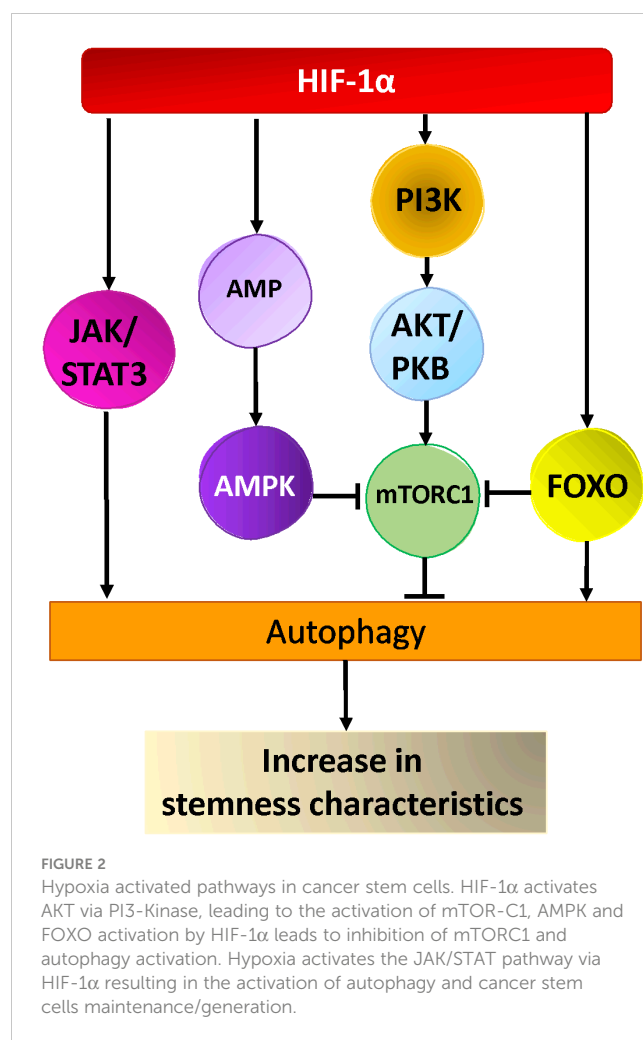 HIF-1α
PI3K
AMP
JAK/
STAT3
AKT/
PKB
AMPK
mTORC1
FOXO
Autophagy
Increase in
stemness characteristics
FIGURE 2
Hypoxia activated pathways in cancer stem cells. HIF-1α activates
AKT via PI3-Kinase, leading to the activation of mTOR-C1, AMPK and
FOXO activation by HIF-1α leads to inhibition of mTORC1 and
autophagy activation. Hypoxia activates the JAK/STAT pathway via
HIF-1α resulting in the activation of autophagy and cancer stem
cells maintenance/generation.